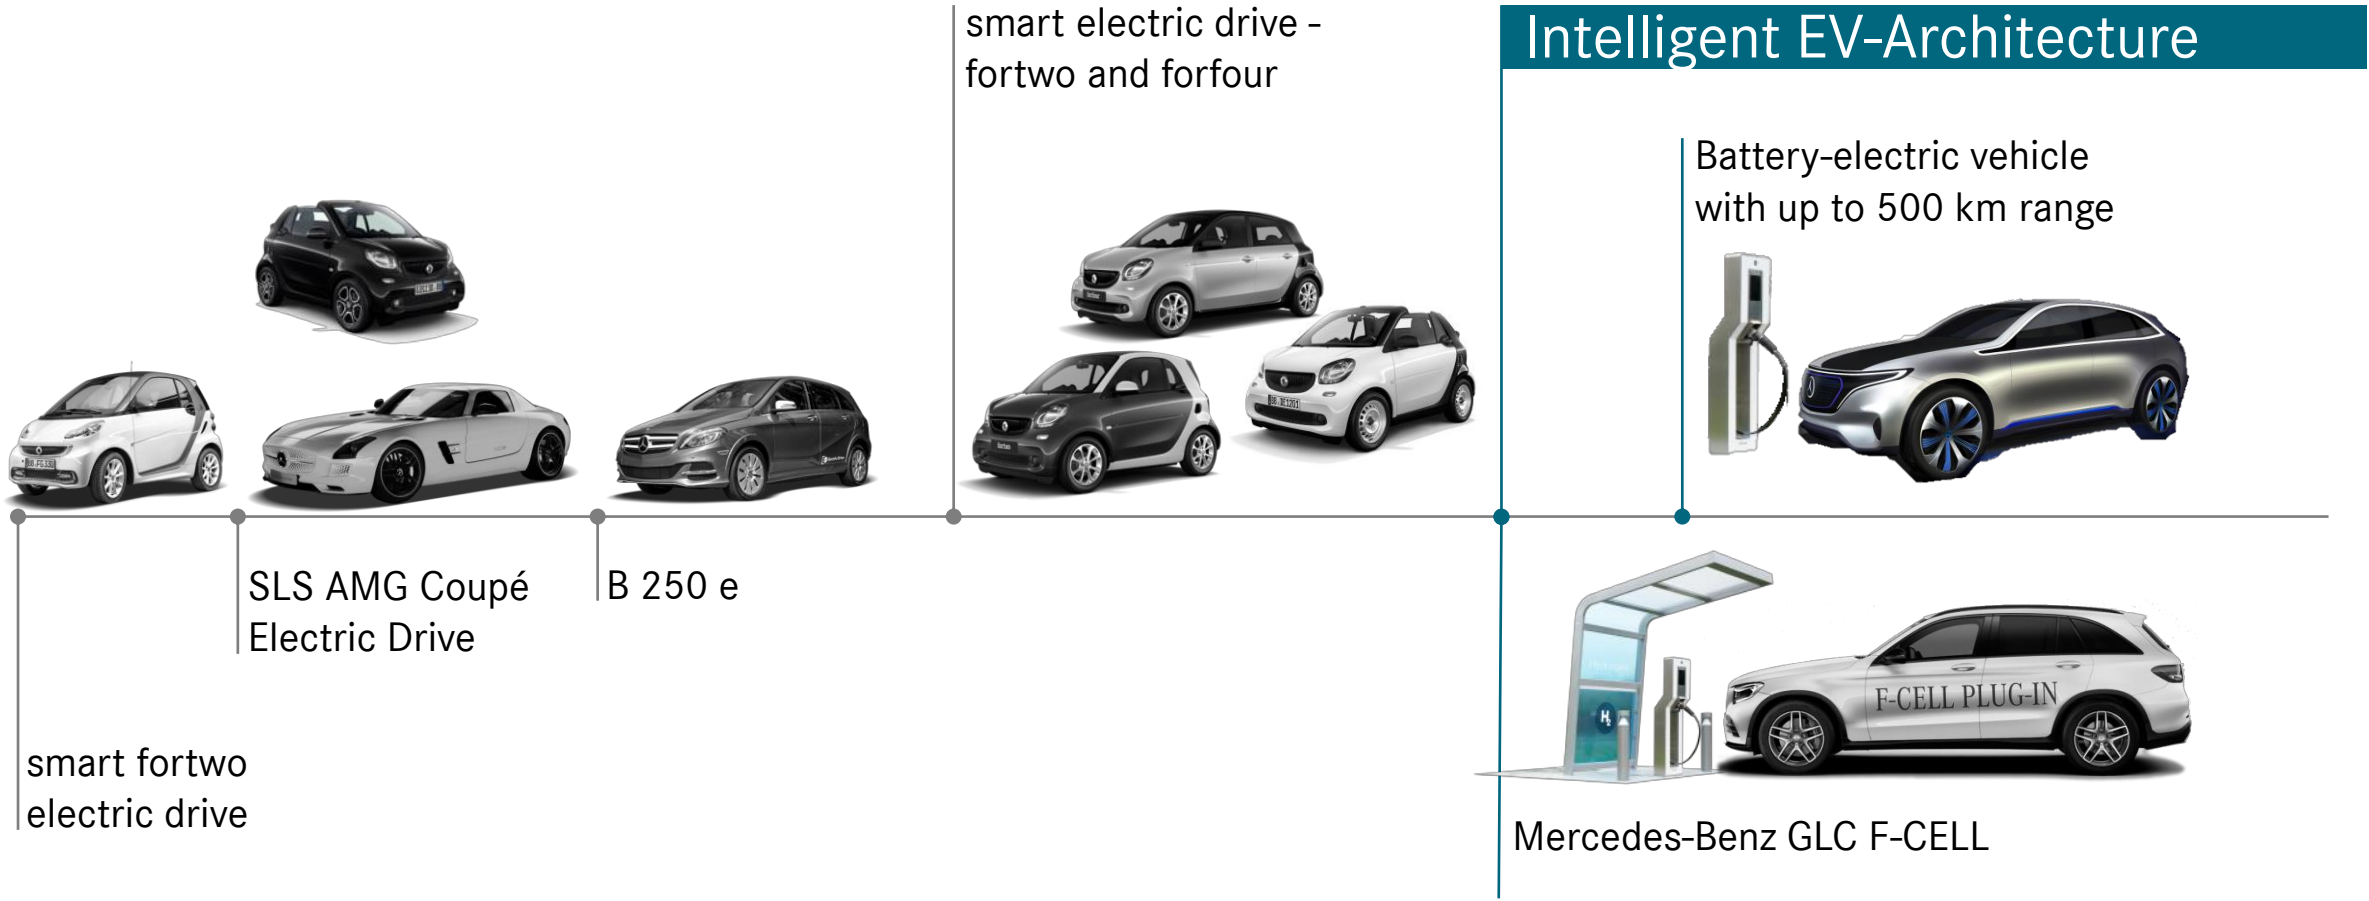 smart electric drive -
fortwo and forfour
Intelligent EV-Architecture
Battery-electric vehicle
with up to 500 km range
SLS AMG Coupé
Electric Drive
B 250 e
smart fortwo
electric drive
H2
F-CELL PLUG-IN
Mercedes-Benz GLC F-CELL